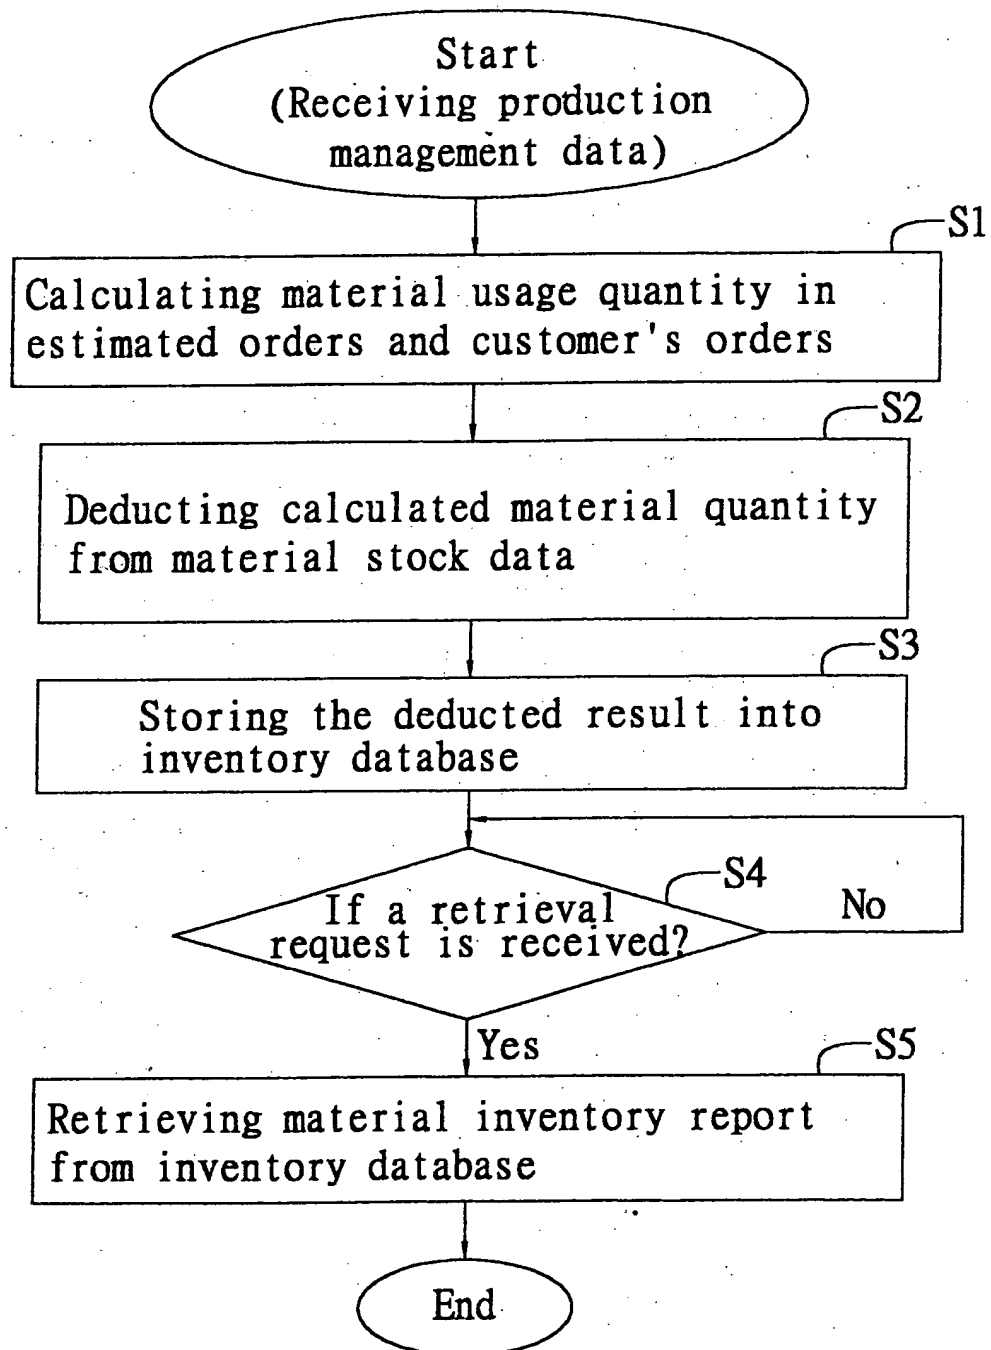 Start
(Receiving production
management data)
S1
Calculating material usage quantity in
estimated orders and customer's orders
S2
Deducting calculated material quantity
from material stock data
S3
Storing the deducted result into
inventory database
S4
If a retrieval
request is received?
No
Yes
S5
Retrieving material inventory report
from inventory database
End